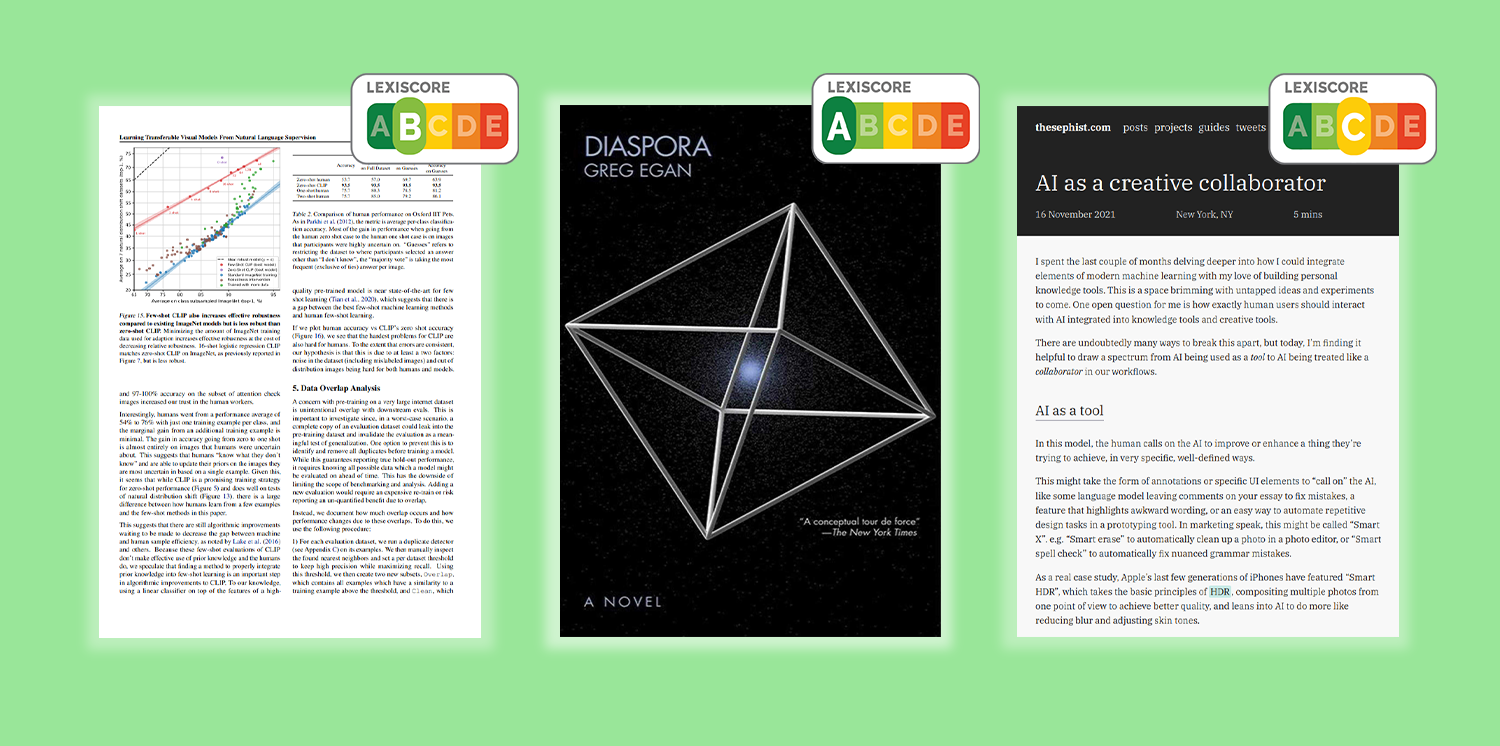 LEXISCORE
A B C D E
Learning Transferable Visual Models From Natural Language Supervision
75
70
65
60
55
50
45
40
35
30
25
20
65 70 75 80 85 90 95
Average on class subsampled ImageNet (top-1, %)
Figure 15. Few-shot CLIP also increases effective robustness
compared to existing ImageNet models but is less robust than
zero-shot CLIP. Minimizing the amount of ImageNet training
data used for adaption increases effective robustness at the cost of
decreasing relative robustness. 16-shot logistic regression CLIP
matches zero-shot CLIP on ImageNet, as previously reported in
Figure 7, but is less robust.
and 97-100% accuracy on the subset of attention check
images increased our trust in the human workers.
Interestingly, humans went from a performance average of
54% to 76% with just one training example per class, and
the marginal gain from an additional training example is
minimal. The gain in accuracy going from zero to one shot
is almost entirely on images that humans were uncertain
about. This suggests that humans “know what they don’t
know” and are able to update their priors on the images they
are most uncertain in based on a single example. Given this,
it seems that while CLIP is a promising training strategy
for zero-shot performance (Figure 5) and does well on tests
of natural distribution shift (Figure 13), there is a large
difference between how humans learn from a few examples
and the few-shot methods in this paper.
This suggests that there are still algorithmic improvements
waiting to be made to decrease the gap between machine
and human sample efficiency, as noted by Lake et al. (2016)
and others. Because these few-shot evaluations of CLIP
don’t make effective use of prior knowledge and the humans
do, we speculate that finding a method to properly integrate
prior knowledge into few-shot learning is an important step
in algorithmic improvements to CLIP. To our knowledge,
using a linear classifier on top of the features of a high-
Accuracy on Full Dataset on Guesses Accuracy on Guesses
Zero-shot human
Zero-shot CLIP
One-shot human
Two-shot human
Table 2. Comparison of human performance on Oxford IIT Pets.
As in Parkhi et al. (2012), the metric is average per-class classifica-
tion accuracy. Most of the gain in performance when going from
the human zero shot case to the human one shot case is on images
that participants were highly uncertain on. “Guesses” refers to
restricting the dataset to where participants selected an answer
other than “I don’t know”, the “majority vote” is taking the most
frequent (exclusive of ties) answer per image.
quality pre-trained model is near state-of-the-art for few
shot learning (Tian et al., 2020), which suggests that there is
a gap between the best few-shot machine learning methods
and human few-shot learning.
If we plot human accuracy vs CLIP’s zero shot accuracy
(Figure 16), we see that the hardest problems for CLIP are
also hard for humans. To the extent that errors are consistent,
our hypothesis is that this is due to at least a two factors:
noise in the dataset (including mislabeled images) and out of
distribution images being hard for both humans and models.
5. Data Overlap Analysis
A concern with pre-training on a very large internet dataset
is unintentional overlap with downstream evals. This is
important to investigate since, in a worst-case scenario, a
complete copy of an evaluation dataset could leak into the
pre-training dataset and invalidate the evaluation as a mean-
ingful test of generalization. One option to prevent this is to
identify and remove all duplicates before training a model.
While this guarantees reporting true hold-out performance,
it requires knowing all possible data which a model might
be evaluated on ahead of time. This has the downside of
limiting the scope of benchmarking and analysis. Adding a
new evaluation would require an expensive re-train or risk
reporting an un-quantified benefit due to overlap.
Instead, we document how much overlap occurs and how
performance changes due to these overlaps. To do this, we
use the following procedure:
1) For each evaluation dataset, we run a duplicate detector
(see Appendix C) on its examples. We then manually inspect
the found nearest neighbors and set a per dataset threshold
to keep high precision while maximizing recall. Using
this threshold, we then create two new subsets, Overlap,
which contains all examples which have a similarity to a
training example above the threshold, and Clean, which
LEXISCORE
A B C D E
DIASPORA
GREG EGAN
“A conceptual tour de force”
—The New York Times
A NOVEL
LEXISCORE
A B C D E
thesephist.com posts projects guides tweets
AI as a creative collaborator
16 November 2021 New York, NY 5 mins
I spent the last couple of months delving deeper into how I could integrate
elements of modern machine learning with my love of building personal
knowledge tools. This is a space brimming with untapped ideas and experiments
to come. One open question for me is how exactly human users should interact
with AI integrated into knowledge tools and creative tools.
There are undoubtedly many ways to break this apart, but today, I’m finding it
helpful to draw a spectrum from AI being used as a tool to AI being treated like a
collaborator in our workflows.
AI as a tool
In this model, the human calls on the AI to improve or enhance a thing they’re
trying to achieve, in very specific, well-defined ways.
This might take the form of annotations or specific UI elements to “call on” the AI,
like some language model leaving comments on your essay to fix mistakes, a
feature that highlights awkward wording, or an easy way to automate repetitive
design tasks in a prototyping tool. In marketing speak, this might be called “Smart
X”. e.g. “Smart erase” to automatically clean up a photo in a photo editor, or “Smart
spell check” to automatically fix nuanced grammar mistakes.
As a real case study, Apple’s last few generations of iPhones have featured “Smart
HDR”, which takes the basic principles of HDR, compositing multiple photos from
one point of view to achieve better quality, and leans into AI to do more like
reducing blur and adjusting skin tones.